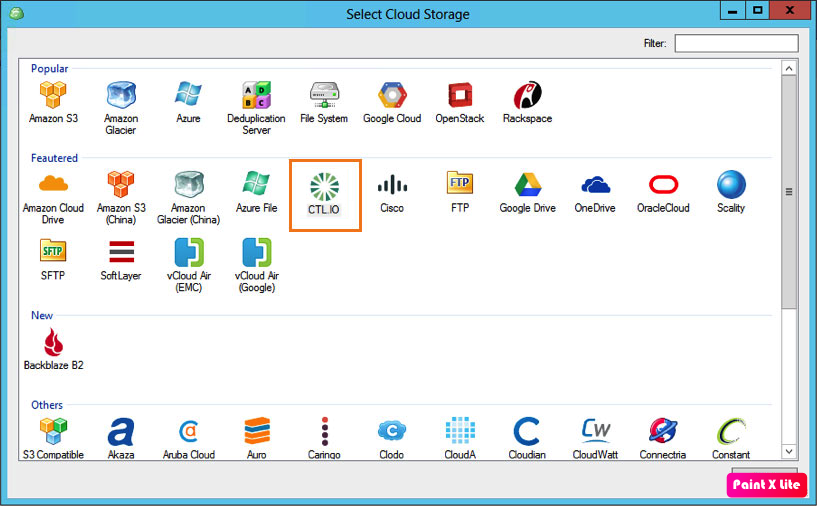 Select Cloud Storage
Filter:
Popular
Amazon S3
Amazon
Glacier
Azure
Deduplication
Server
File System
Google Cloud
OpenStack
Rackspace
Feautered
Amazon Cloud
Drive
Amazon S3
(China)
Amazon
Glacier (China)
Azure File
CTL.IO
Cisco
FTP
FTP
Google Drive
OneDrive
OracleCloud
Scality
SFTP
SFTP
SoftLayer
vCloud Air
(EMC)
vCloud Air
(Google)
New
Backblaze B2
Others
S3 Compatible
Akaza
Aruba Cloud
Auro
Caringo
Clodo
CloudA
Cloudian
CW
CloudWatt
Connectria
Constant
Paint X Lite